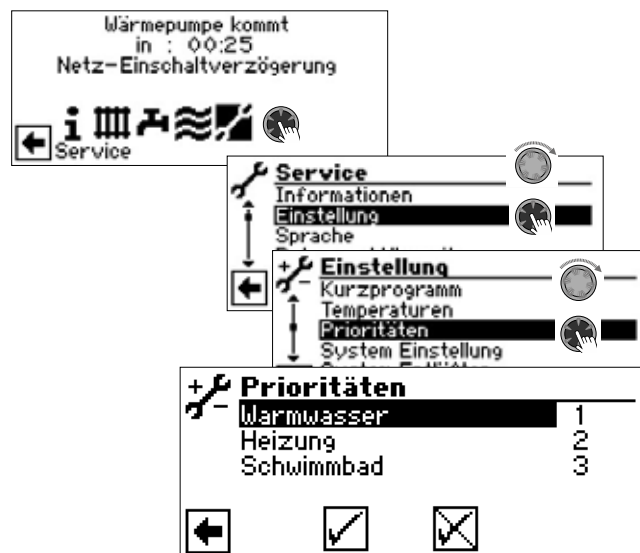 Wärmepumpe kommt
in : 00:25
Netz-Einschaltverzögerung
Service
Service
Informationen
Einstellung
Sprache
Einstellung
Kurzprogramm
Temperaturen
Prioritäten
System Einstellung
Prioritäten
Warmwasser 1
Heizung 2
Schwimmbad 3